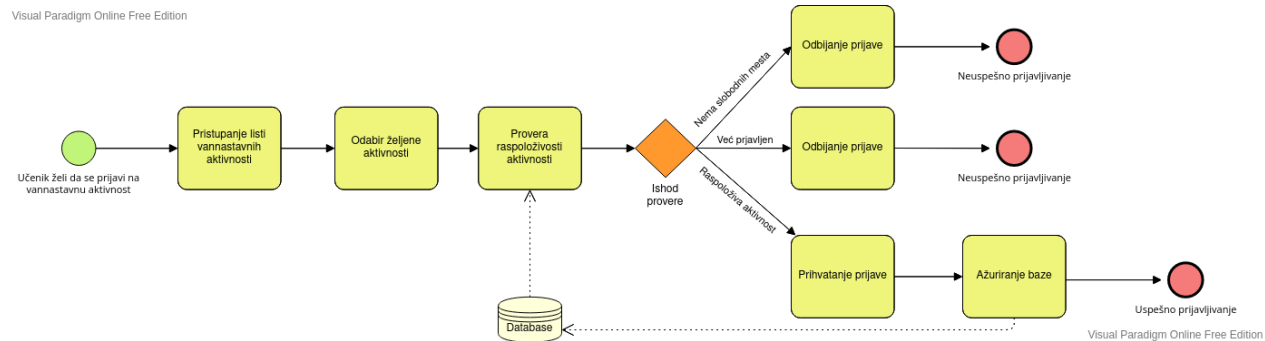 Visual Paradigm Online Free Edition
Učenik želi da se prijavi na
vannastavnu aktivnost
Pristupanje listi
vannastavnih
aktivnosti
Odabir željene
aktivnosti
Provera
raspoloživosti
aktivnosti
Ishod
provere
Nema slobodnih mesta
Odbijanje prijave
Neuspešno prijavljivanje
Već prjavljen
Odbijanje prijave
Neuspešno prijavljivanje
Raspoloživa aktivnost
Prihvatanje prijave
Ažuriranje baze
Uspešno prijavljivanje
Database
Visual Paradigm Online Free Edition